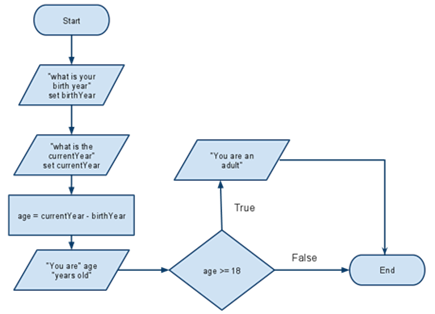 Start
"what is your
birth year"
set birthYear
"what is the
currentYear"
set currentYear
age = currentYear - birthYear
"You are" age
"years old"
age >= 18
True
"You are an
adult"
False
End